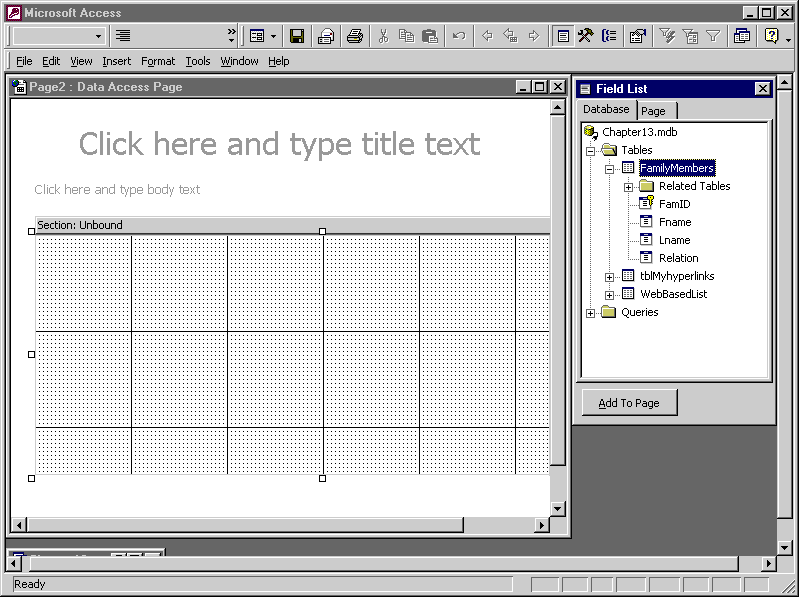 Microsoft Access
File Edit View Insert Format Tools Window Help
Page2 : Data Access Page
Click here and type title text
Click here and type body text
Section: Unbound
Field List
Database Page
Chapter13.mdb
Tables
FamilyMembers
Related Tables
FamID
Fname
Lname
Relation
tblMyhyperlinks
WebBasedList
Queries
Add To Page
Ready